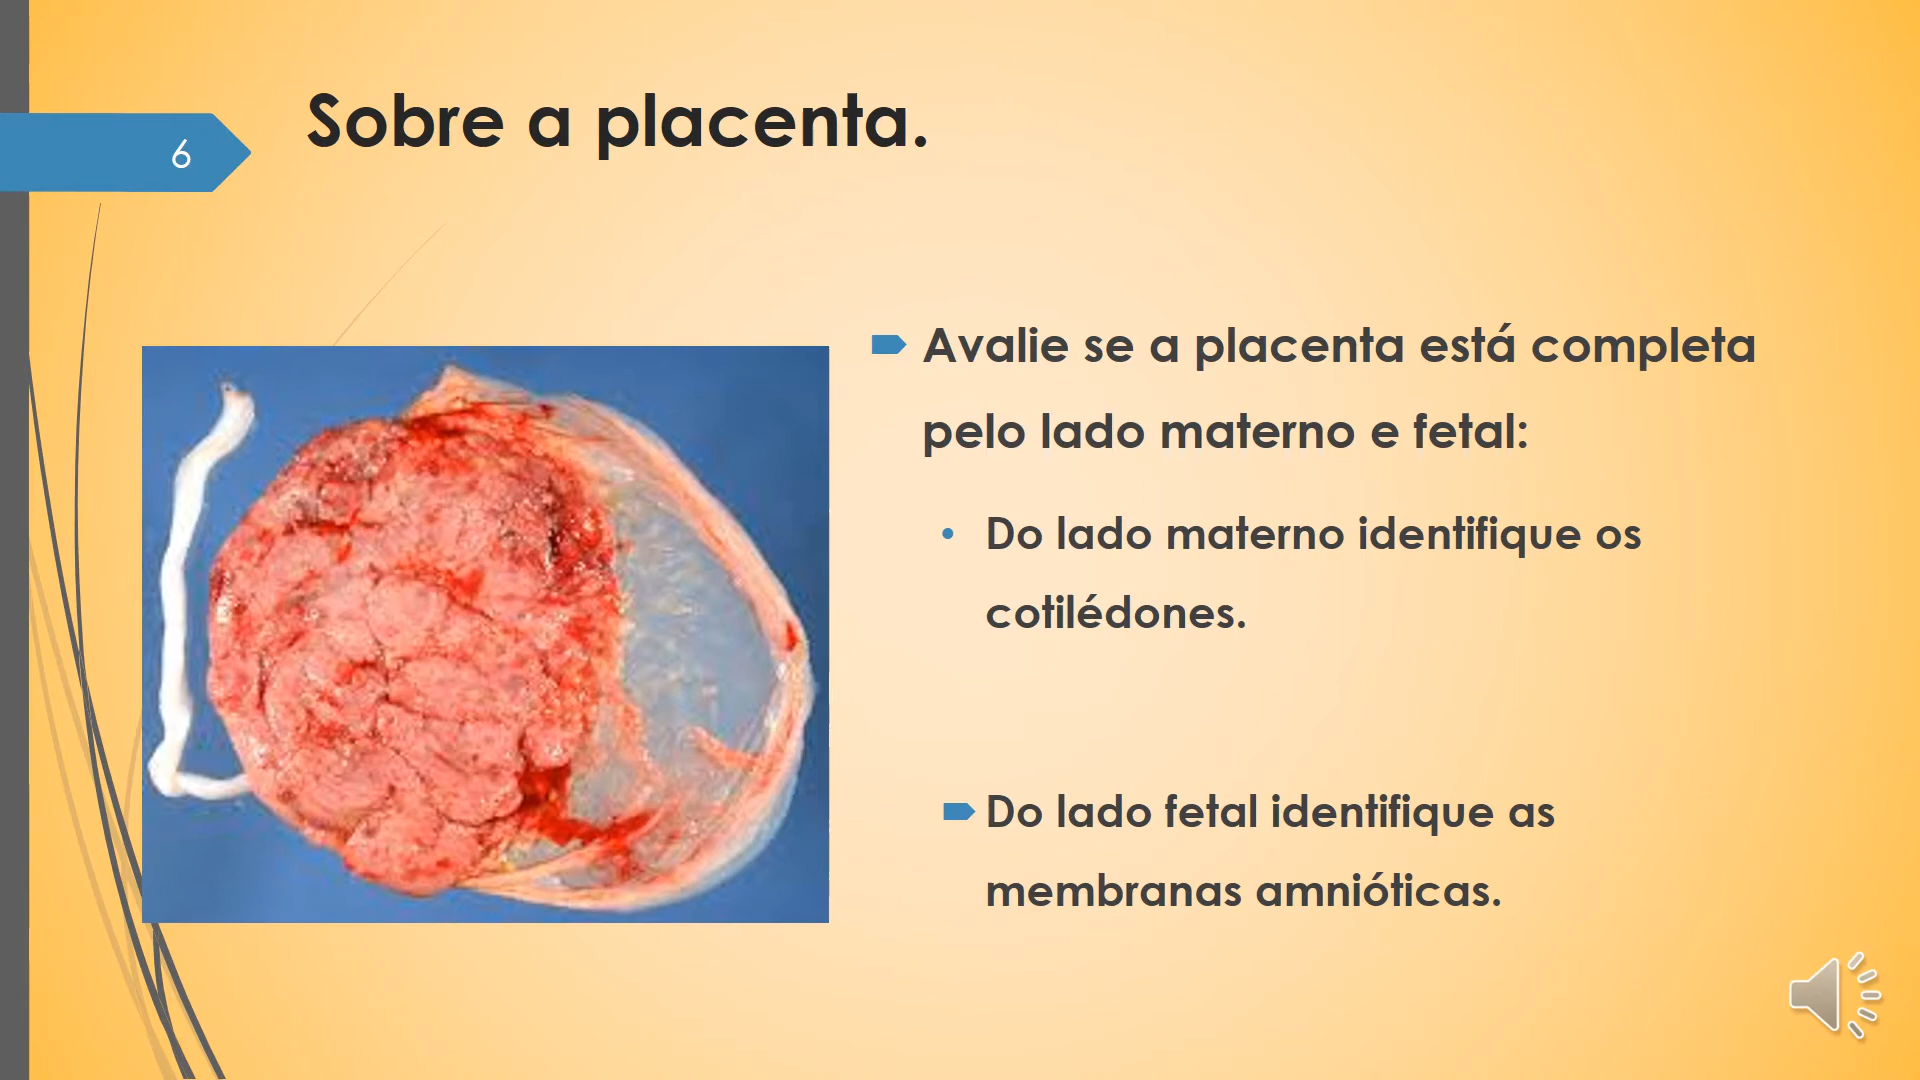 Sobre a placenta.
6
Avalie se a placenta está completa
pelo lado materno e fetal:
• Do lado materno identifique os
cotilédones.
Do lado fetal identifique as
membranas amnióticas.